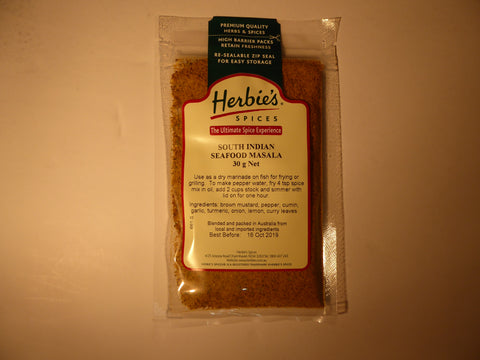 PREMIUM QUALITY
HERBS & SPICES
HIGH BARRIER PACKS
RETAIN FRESHNESS
RE-SEALABLE ZIP SEAL
FOR EASY STORAGE
Herbie's
SPICES
The Ultimate Spice Experience
SOUTH INDIAN
SEAFOOD MASALA
30 g Net
Use as a dry marinade on fish for frying or
grilling. To make pepper water, fry 4 tsp spice
mix in oil, add 2 cups stock and simmer with
lid on for one hour.
Ingredients: brown mustard, pepper, cumin,
garlic, turmeric, onion, lemon, curry leaves
Blended and packed in Australia from
local and imported ingredients
Best Before: 16 Oct 2019
Herbie's Spices